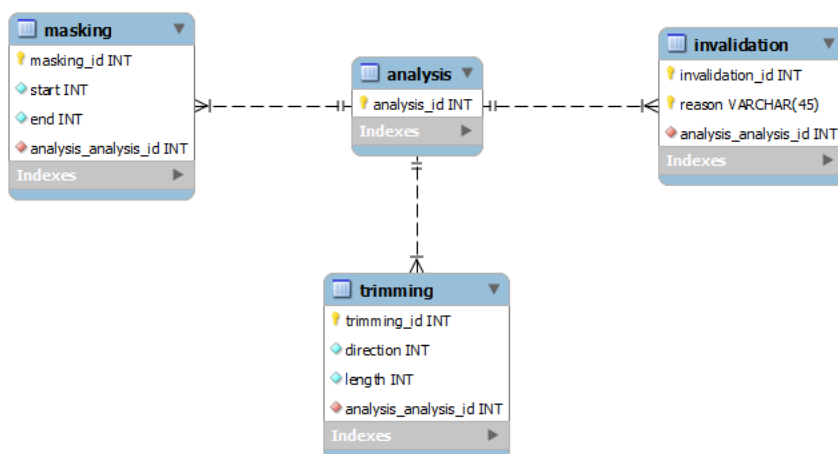 masking
masking_id INT
start INT
end INT
analysis_analysis_id INT
Indexes
analysis
analysis_id INT
Indexes
invalidation
invalidation_id INT
reason VARCHAR(45)
analysis_analysis_id INT
Indexes
trimming
trimming_id INT
direction INT
length INT
analysis_analysis_id INT
Indexes